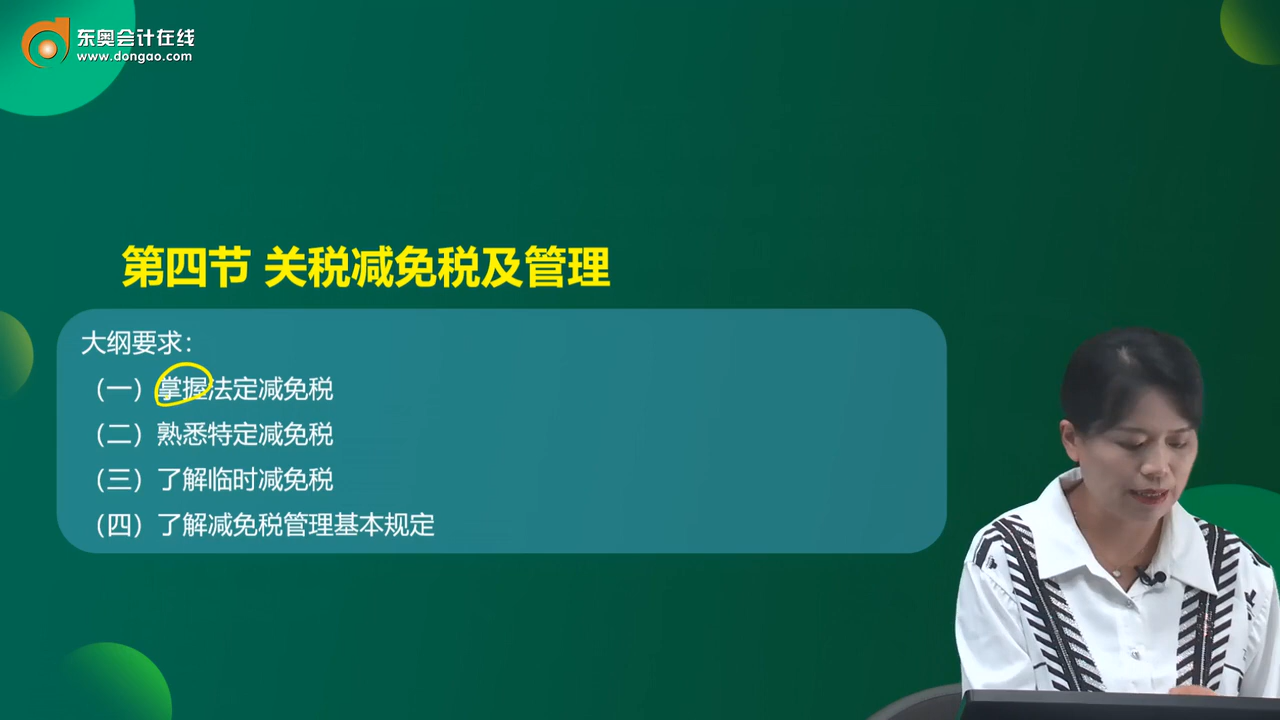 东奥会计在线
www.dongao.com
第四节 关税减免税及管理
大纲要求：
（一）掌握法定减免税
（二）熟悉特定减免税
（三）了解临时减免税
（四）了解减免税管理基本规定